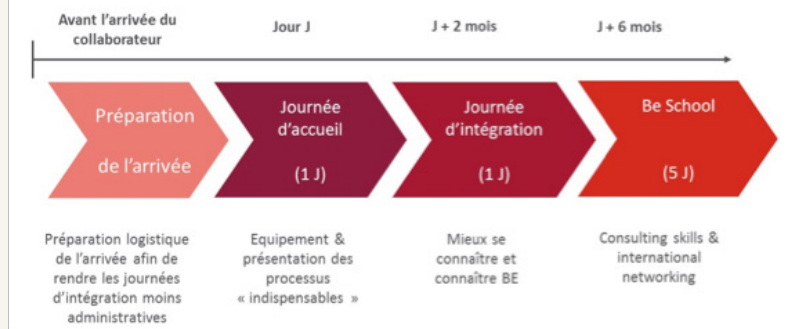 Avant l'arrivée du
collaborateur
Jour J
J + 2 mois
J + 6 mois
Préparation
de l'arrivée
Journée
d'accueil
(1 J)
Journée
d'intégration
(1 J)
Be School
(5 J)
Préparation logistique
de l'arrivée afin de
rendre les journées
d'intégration moins
administratives
Equipement &
présentation des
processus
« indispensables »
Mieux se
connaître et
connaître BE
Consulting skills &
international
networking